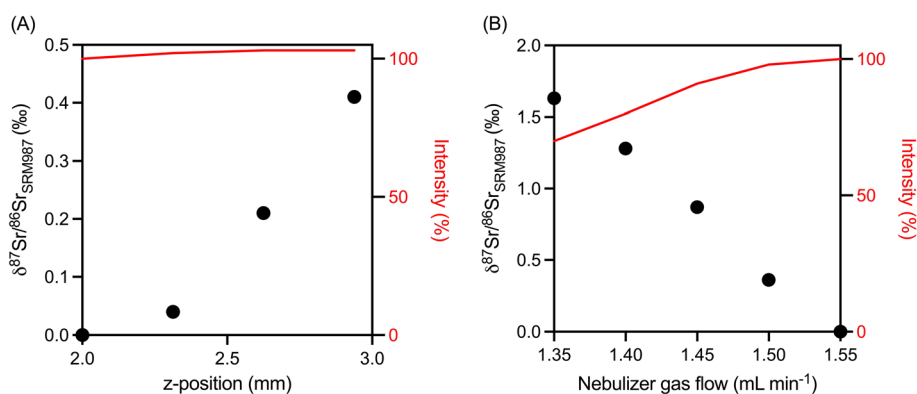 (A)
0.5
0.4
0.3
0.2
0.1
0.0
δ⁸⁷Sr/⁸⁶Sr_SRM987 (‰)
100
50
0
Intensity (%)
2.0 2.5 3.0
z-position (mm)
(B)
2.0
1.5
1.0
0.5
0.0
δ⁸⁷Sr/⁸⁶Sr_SRM987 (‰)
100
50
0
Intensity (%)
1.35 1.40 1.45 1.50 1.55
Nebulizer gas flow (mL min⁻¹)